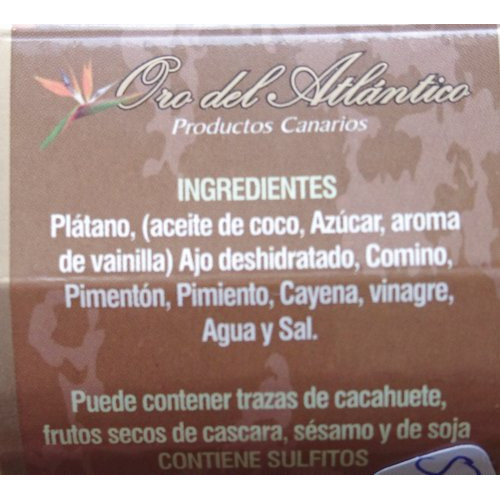 Oro del Atlántico
Productos Canarios
INGREDIENTES
Plátano, (aceite de coco, Azúcar, aroma
de vainilla) Ajo deshidratado, Comino,
Pimentón, Pimiento, Cayena, vinagre,
Agua y Sal.
Puede contener trazas de cacahuete,
frutos secos de cascara, sésamo y de soja
CONTIENE SULFITOS